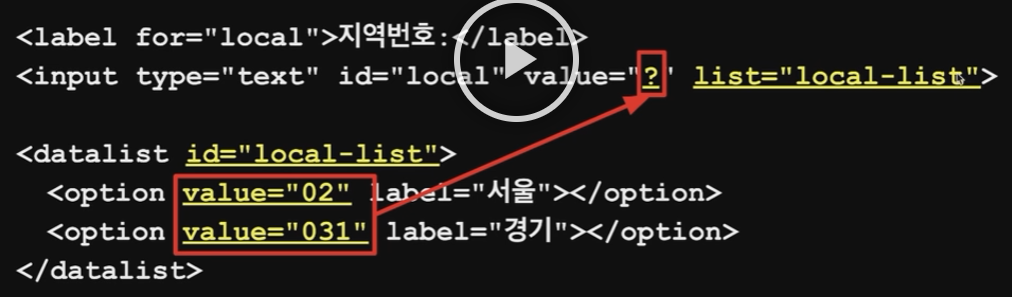 <label for="local">지역번호:</label>
<input type="text" id="local" value="?" list="local-list">
<datalist id="local-list">
<option value="02" label="서울"></option>
<option value="031" label="경기"></option>
</datalist>